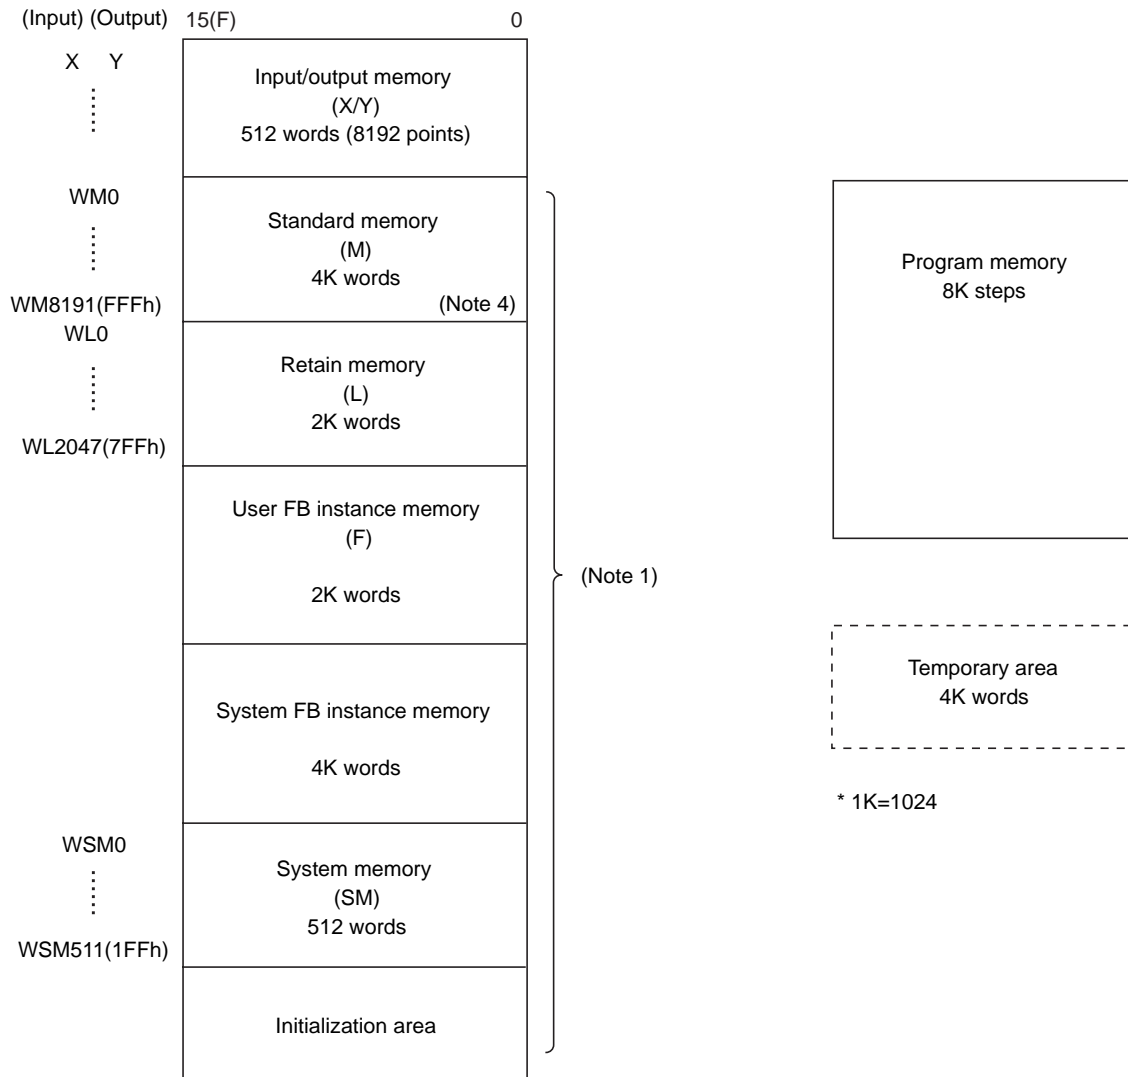 (Input) (Output) 15(F) 0
X Y
Input/output memory
(X/Y)
512 words (8192 points)
WM0
Standard memory
(M)
4K words
WM8191(FFFh)
(Note 4)
WL0
Retain memory
(L)
2K words
WL2047(7FFh)
User FB instance memory
(F)
2K words
System FB instance memory
4K words
WSM0
System memory
(SM)
512 words
WSM511(1FFh)
Initialization area
(Note 1)
Program memory
8K steps
Temporary area
4K words
* 1K=1024